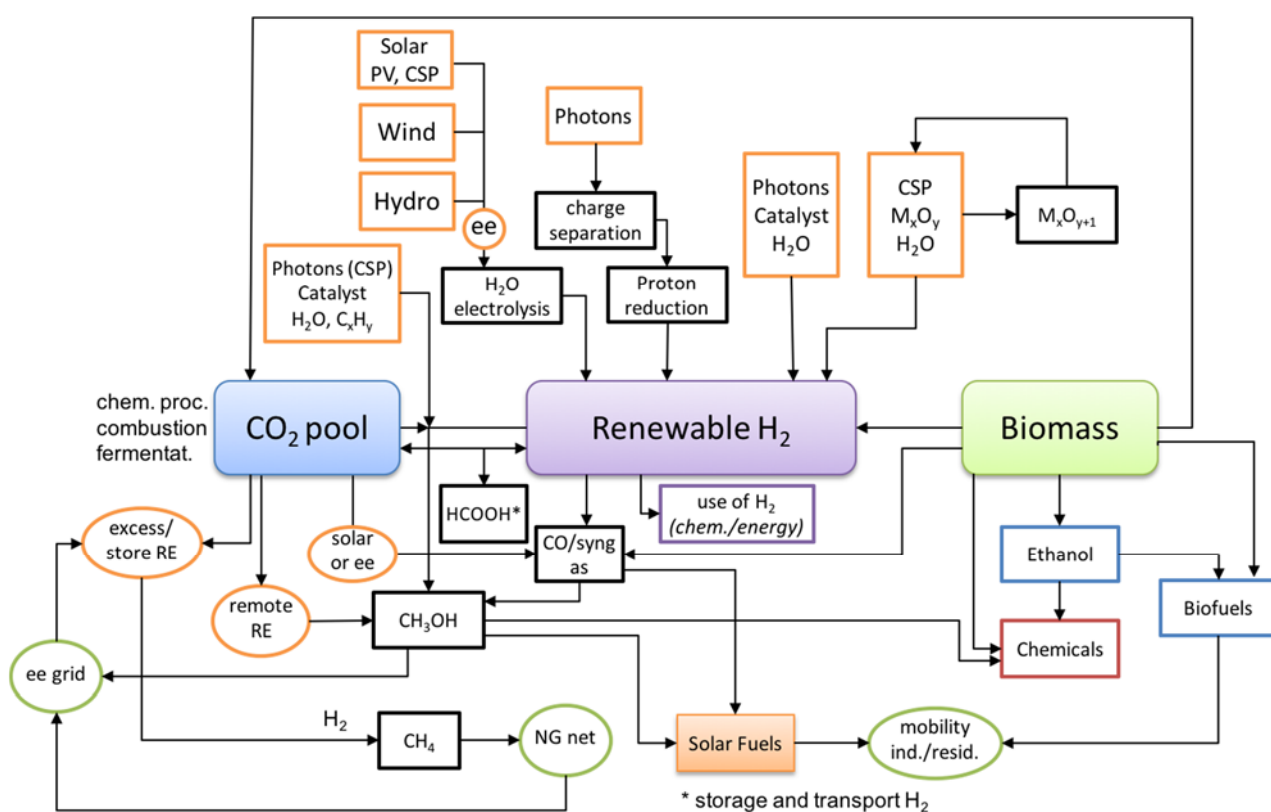 Solar
PV, CSP
Wind
Hydro
ee
Photons
charge
separation
Proton
reduction
H₂O
electrolysis
Photons
Catalyst
H₂O
CSP
MₓOᵧ
H₂O
MₓOᵧ₊₁
Photons (CSP)
Catalyst
H₂O, CₓHᵧ
chem. proc.
combustion
fermentat.
CO₂ pool
Renewable H₂
Biomass
HCOOH*
use of H₂
(chem./energy)
excess/
store RE
solar
or ee
CO/syng
as
Ethanol
remote
RE
CH₃OH
Biofuels
Chemicals
ee grid
H₂
CH₄
NG net
Solar Fuels
mobility
ind./resid.
* storage and transport H₂